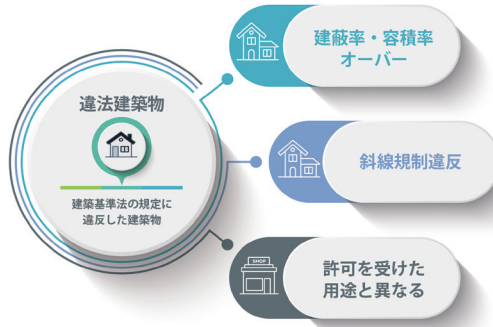 違法建築物
建築基準法の規定に
違反した建築物
建蔽率・容積率
オーバー
斜線規制違反
SHOP
許可を受けた
用途と異なる